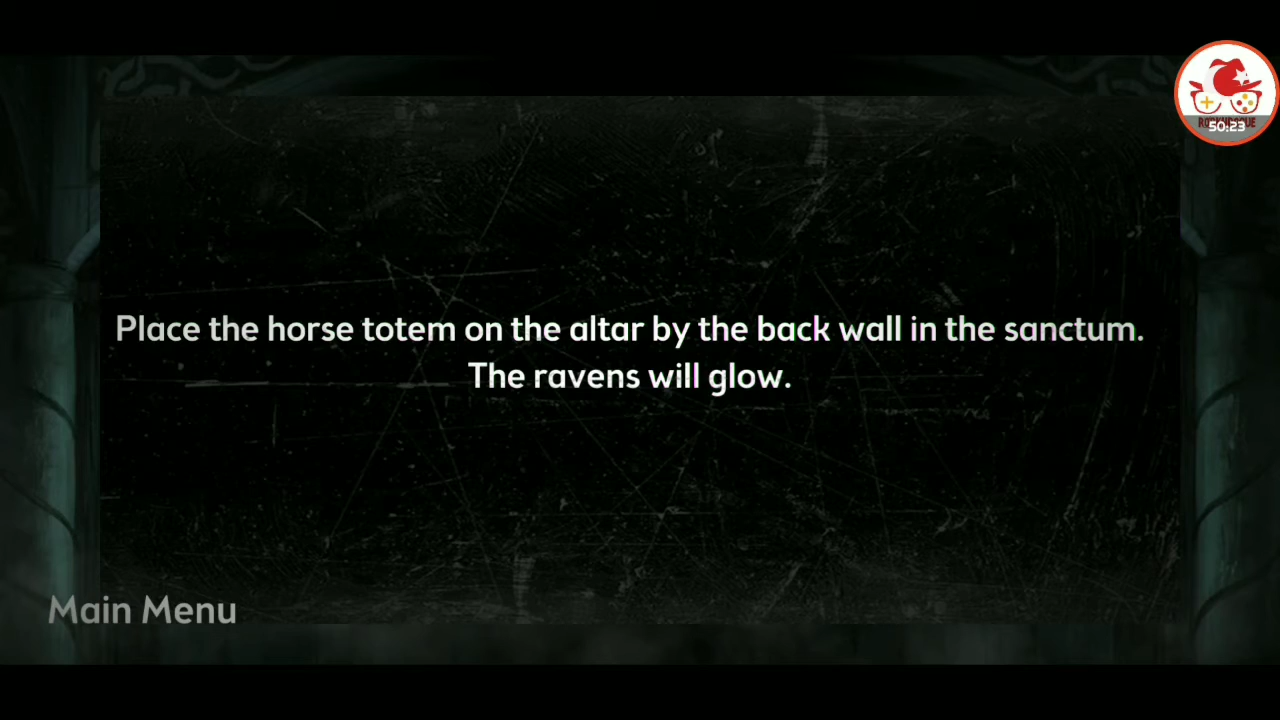 50:23
Place the horse totem on the altar by the back wall in the sanctum.
The ravens will glow.
Main Menu